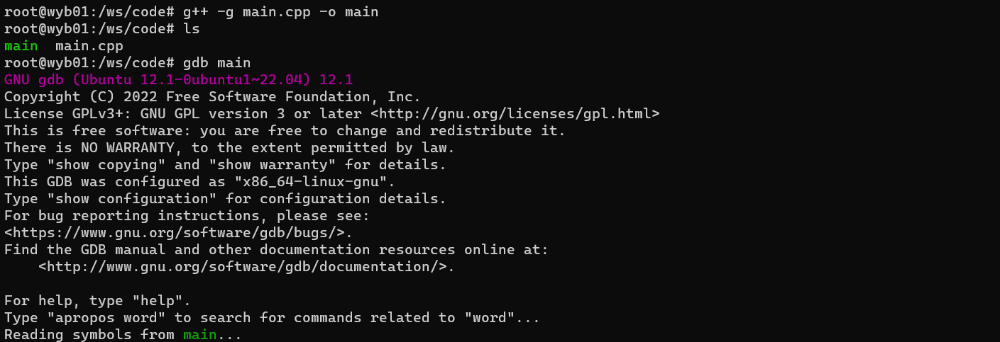 root@wyb01:/ws/code# g++ -g main.cpp -o main
root@wyb01:/ws/code# ls
main  main.cpp
root@wyb01:/ws/code# gdb main
GNU gdb (Ubuntu 12.1-0ubuntu1~22.04) 12.1
Copyright (C) 2022 Free Software Foundation, Inc.
License GPLv3+: GNU GPL version 3 or later <http://gnu.org/licenses/gpl.html>
This is free software: you are free to change and redistribute it.
There is NO WARRANTY, to the extent permitted by law.
Type "show copying" and "show warranty" for details.
This GDB was configured as "x86_64-linux-gnu".
Type "show configuration" for configuration details.
For bug reporting instructions, please see:
<https://www.gnu.org/software/gdb/bugs/>.
Find the GDB manual and other documentation resources online at:
    <http://www.gnu.org/software/gdb/documentation/>.

For help, type "help".
Type "apropos word" to search for commands related to "word"...
Reading symbols from main...